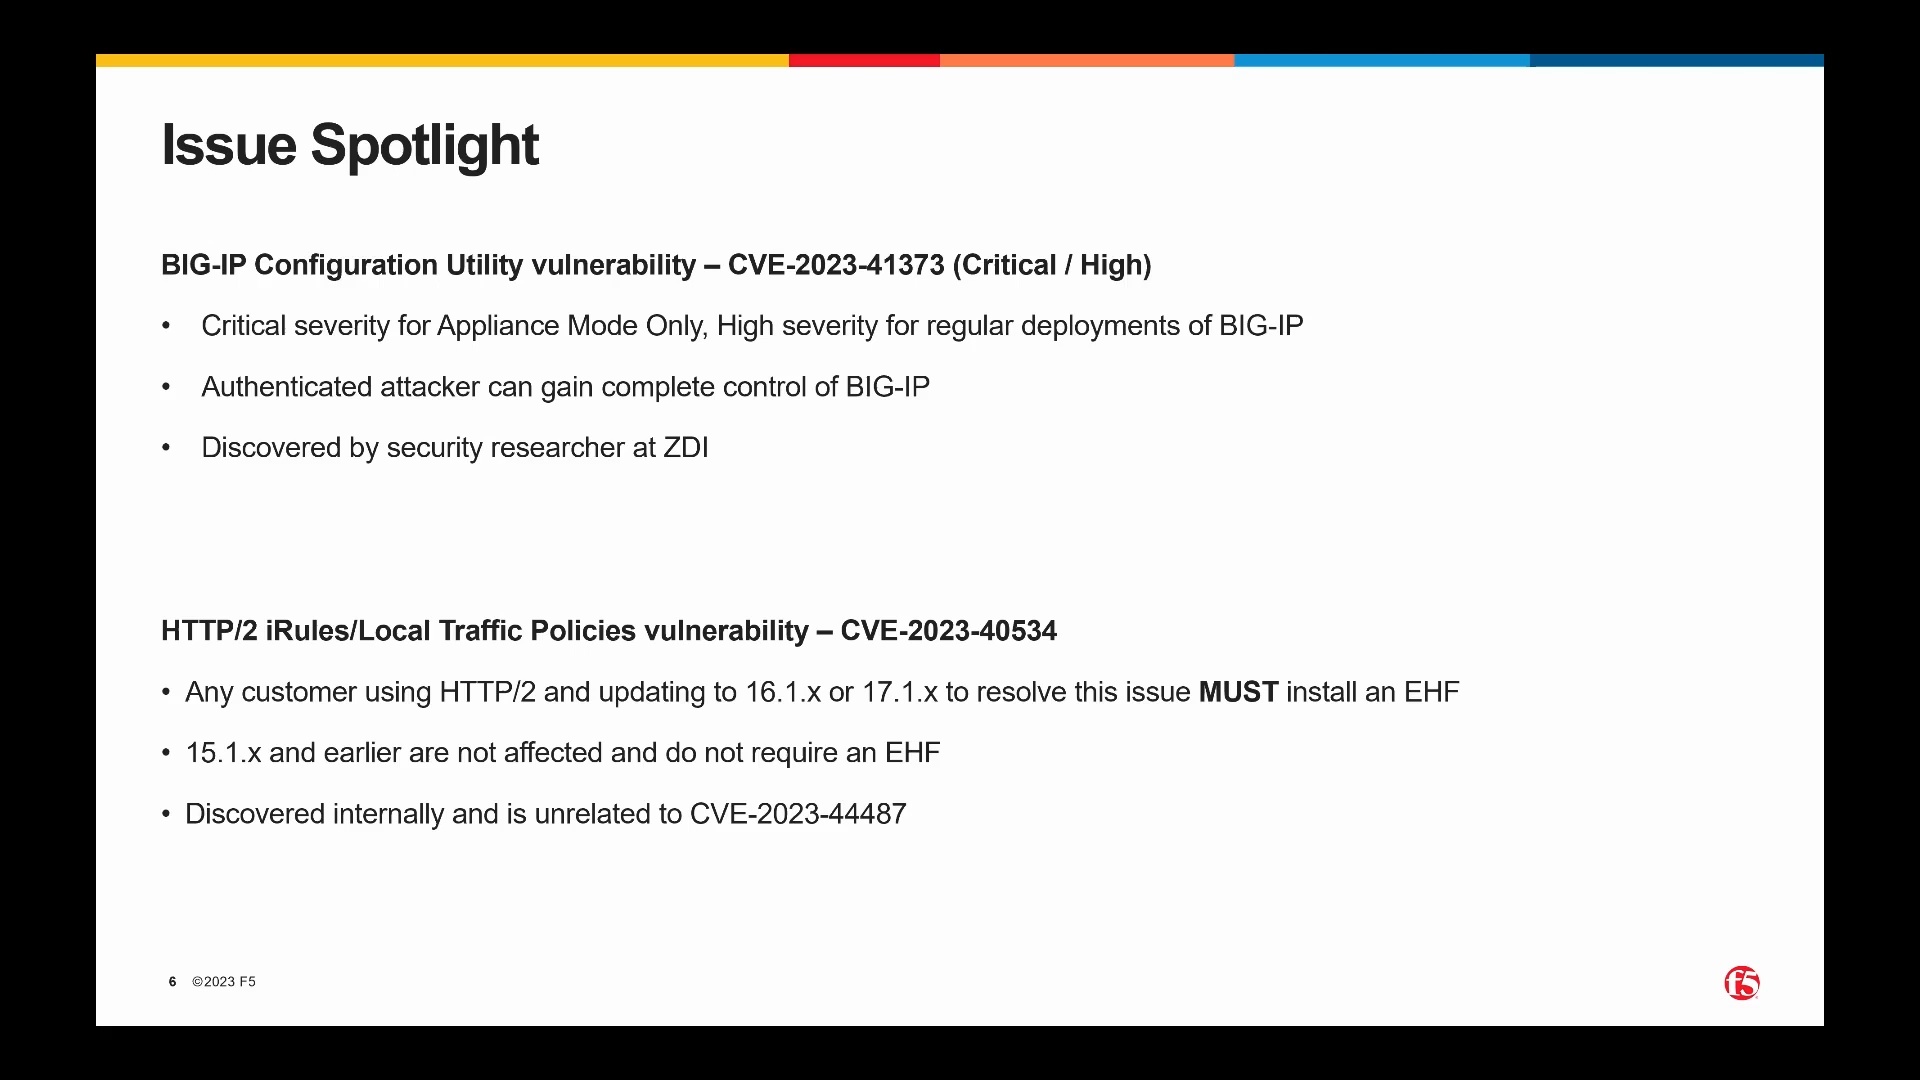 Issue Spotlight
BIG-IP Configuration Utility vulnerability – CVE-2023-41373 (Critical / High)
• Critical severity for Appliance Mode Only, High severity for regular deployments of BIG-IP
• Authenticated attacker can gain complete control of BIG-IP
• Discovered by security researcher at ZDI
HTTP/2 iRules/Local Traffic Policies vulnerability – CVE-2023-40534
• Any customer using HTTP/2 and updating to 16.1.x or 17.1.x to resolve this issue MUST install an EHF
• 15.1.x and earlier are not affected and do not require an EHF
• Discovered internally and is unrelated to CVE-2023-44487
6 ©2023 F5
f5